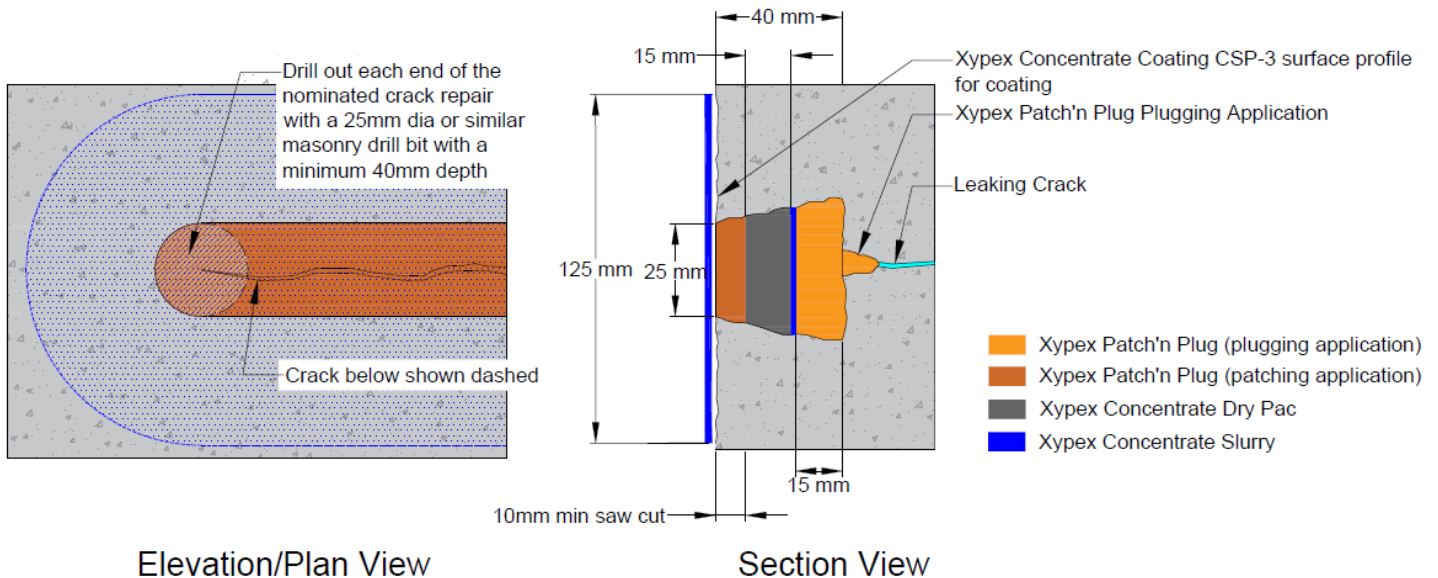 Drill out each end of the
nominated crack repair
with a 25mm dia or similar
masonry drill bit with a
minimum 40mm depth
Crack below shown dashed
Elevation/Plan View
40 mm
15 mm
Xypex Concentrate Coating CSP-3 surface profile
for coating
Xypex Patch'n Plug Plugging Application
Leaking Crack
125 mm
25 mm
15 mm
10mm min saw cut
Xypex Patch'n Plug (plugging application)
Xypex Patch'n Plug (patching application)
Xypex Concentrate Dry Pac
Xypex Concentrate Slurry
Section View